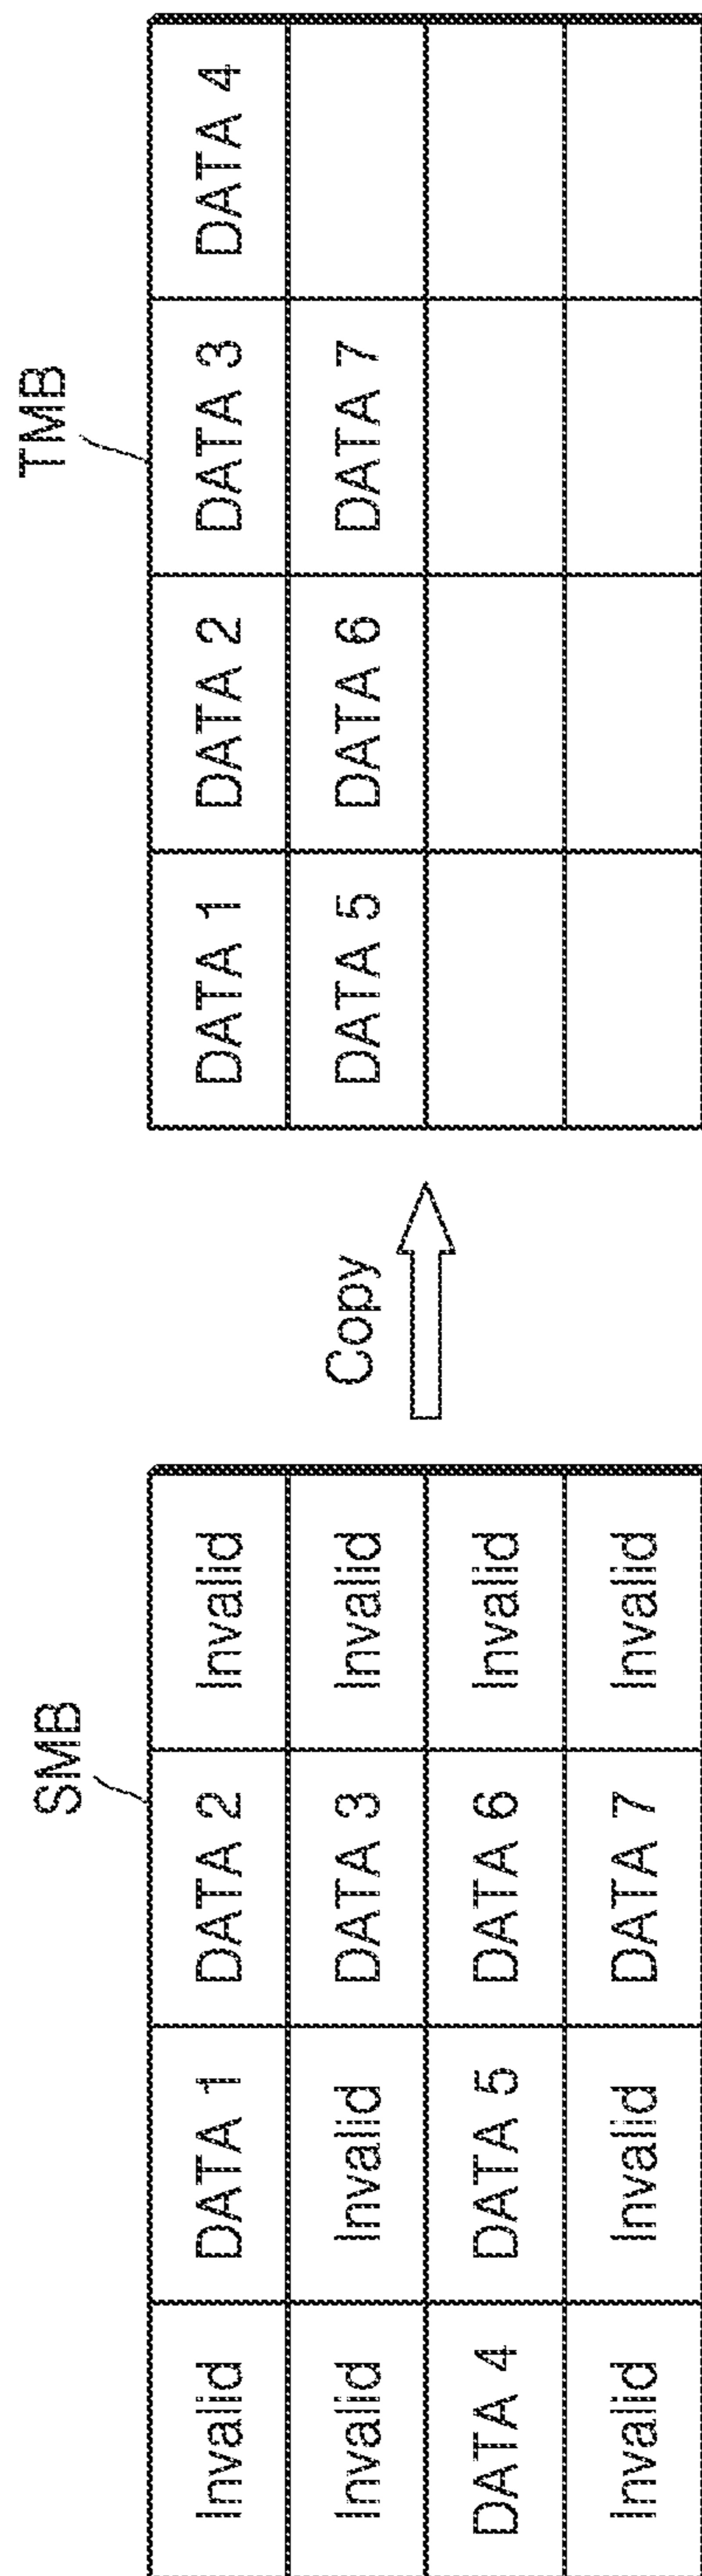 SMB
Invalid DATA 1 DATA 2 Invalid
Invalid Invalid DATA 3 Invalid
DATA 4 DATA 5 DATA 6 Invalid
Invalid Invalid DATA 7 Invalid
Copy
TMB
DATA 1 DATA 2 DATA 3 DATA 4
DATA 5 DATA 6 DATA 7